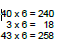 40 x 6 = 240
3 x 6 = 18
43 x 6 = 258